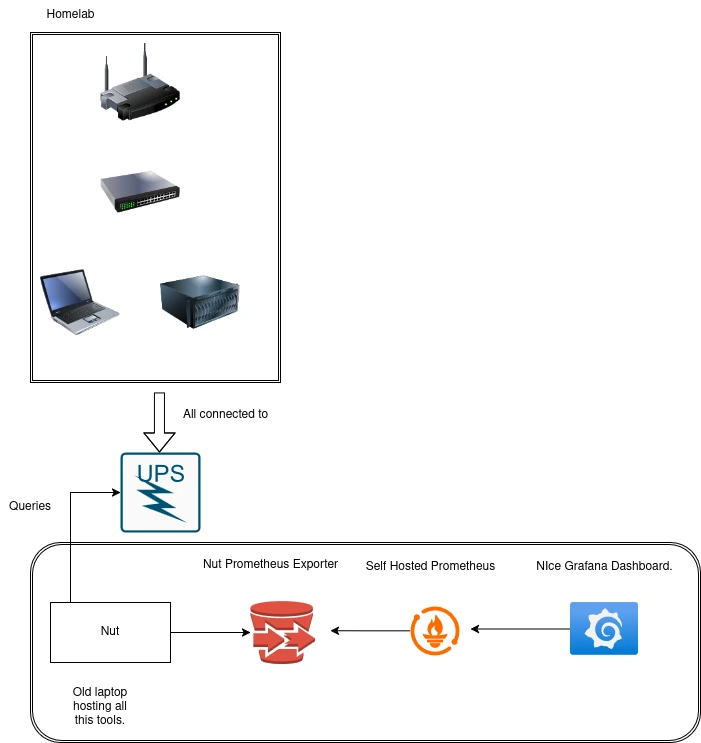 Homelab
All connected to
UPS
Queries
Nut Prometheus Exporter
Self Hosted Prometheus
NIce Grafana Dashboard.
Nut
Old laptop
hosting all
this tools.